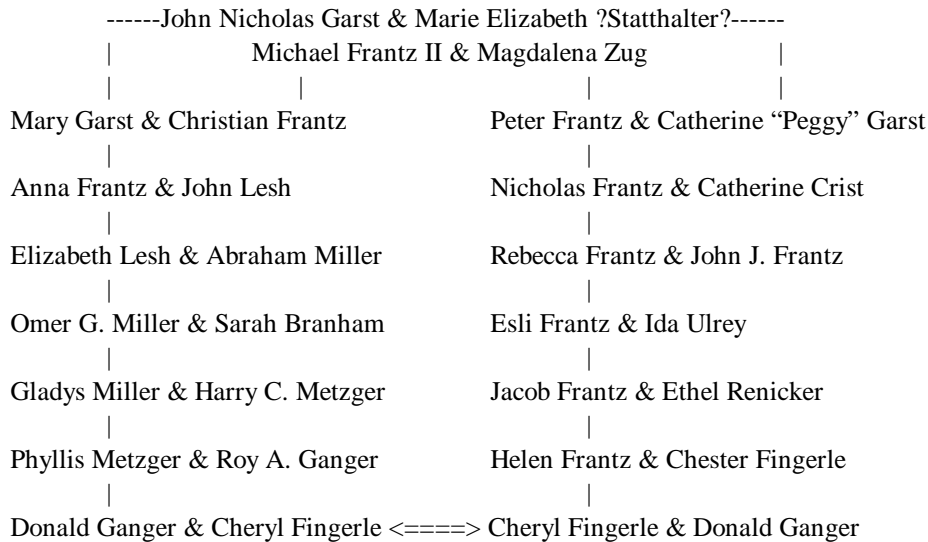 ------John Nicholas Garst & Marie Elizabeth ?Statthalter?------
| Michael Frantz II & Magdalena Zug |
| | | |
Mary Garst & Christian Frantz Peter Frantz & Catherine “Peggy” Garst
| |
Anna Frantz & John Lesh Nicholas Frantz & Catherine Crist
| |
Elizabeth Lesh & Abraham Miller Rebecca Frantz & John J. Frantz
| |
Omer G. Miller & Sarah Branham Esli Frantz & Ida Ulrey
| |
Gladys Miller & Harry C. Metzger Jacob Frantz & Ethel Renicker
| |
Phyllis Metzger & Roy A. Ganger Helen Frantz & Chester Fingerle
| |
Donald Ganger & Cheryl Fingerle <====> Cheryl Fingerle & Donald Ganger